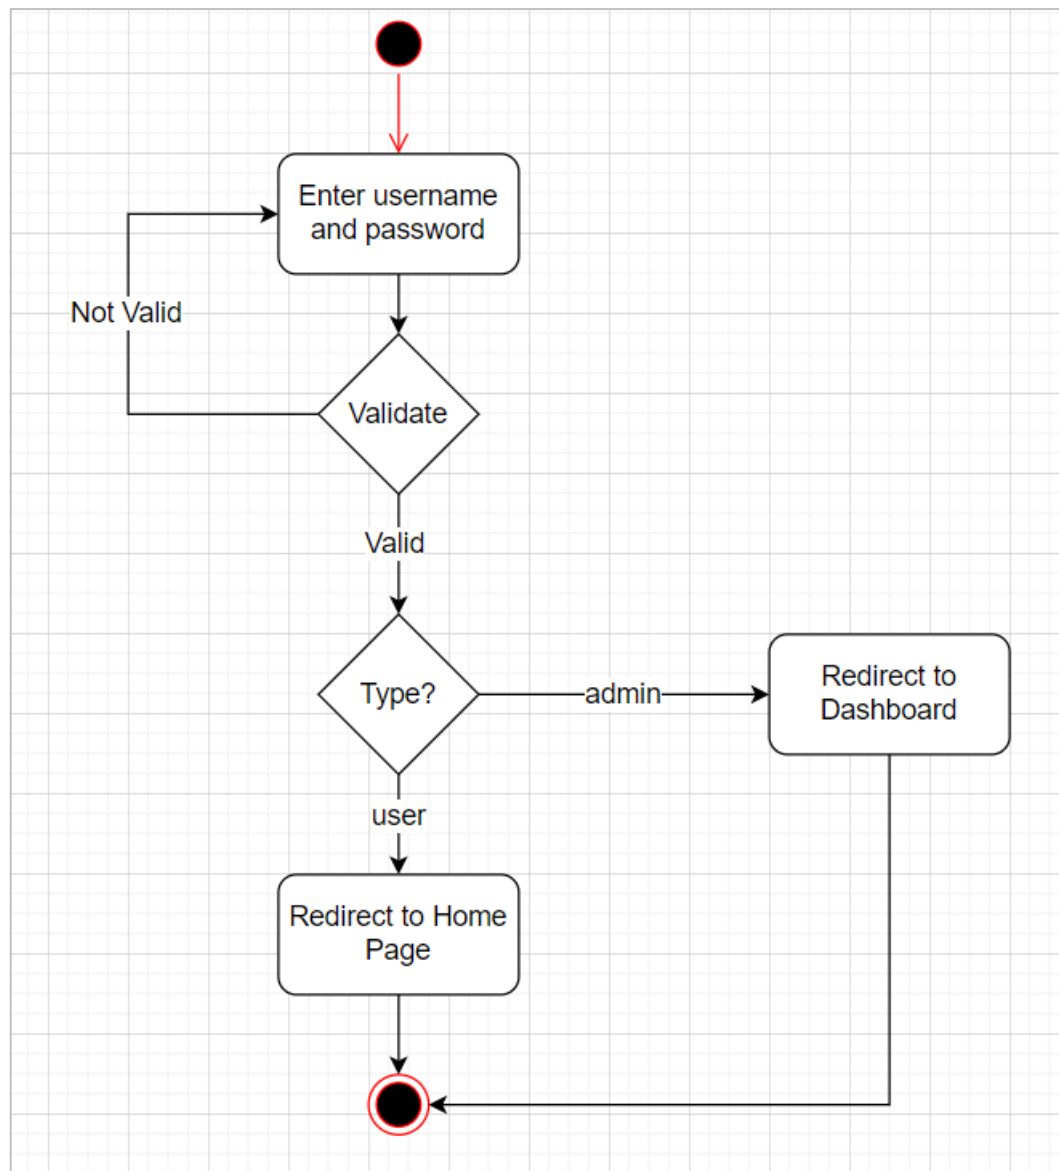 Enter username
and password
Not Valid
Validate
Valid
Type?
admin
Redirect to
Dashboard
user
Redirect to Home
Page